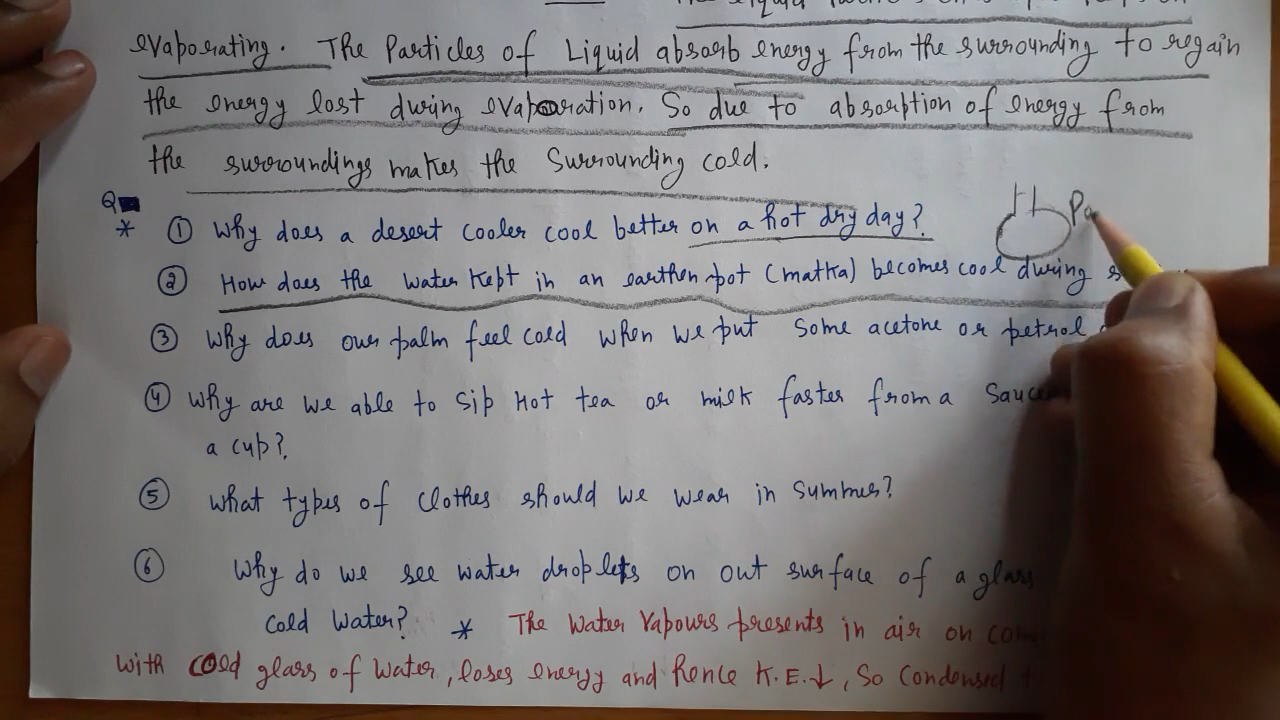 evaporating. The Particles of Liquid absorb energy from the surrounding to regain
the energy lost during evaporation. So due to absorption of energy from
the surroundings makes the Surrounding cold.
Q
* ① Why does a desert cooler cool better on a hot dry day?
Pa
② How does the water kept in an earthen pot (matka) becomes cool during
③ Why does our palm feel cold when we put some acetone or petrol
④ Why are we able to sip Hot tea or milk faster from a
a cup?
⑤ What types of clothes should we wear in summer?
⑥ Why do we see water droplets on out surface of a glass
cold water? * The Water Vapours presents in air on
with cold glass of water, loses energy and hence K.E.↓, So Condensed